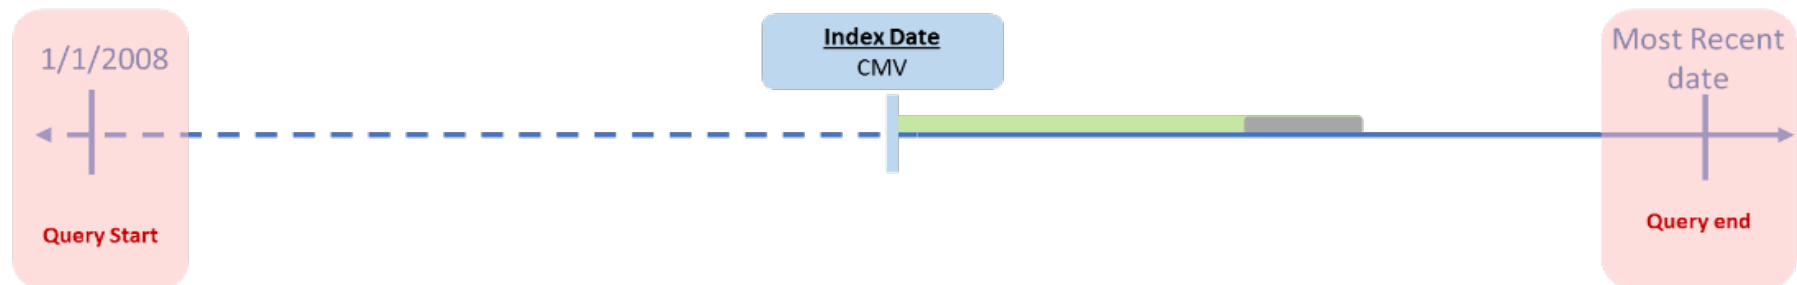 1/1/2008
Index Date
CMV
Most Recent
date
Query Start
Query end